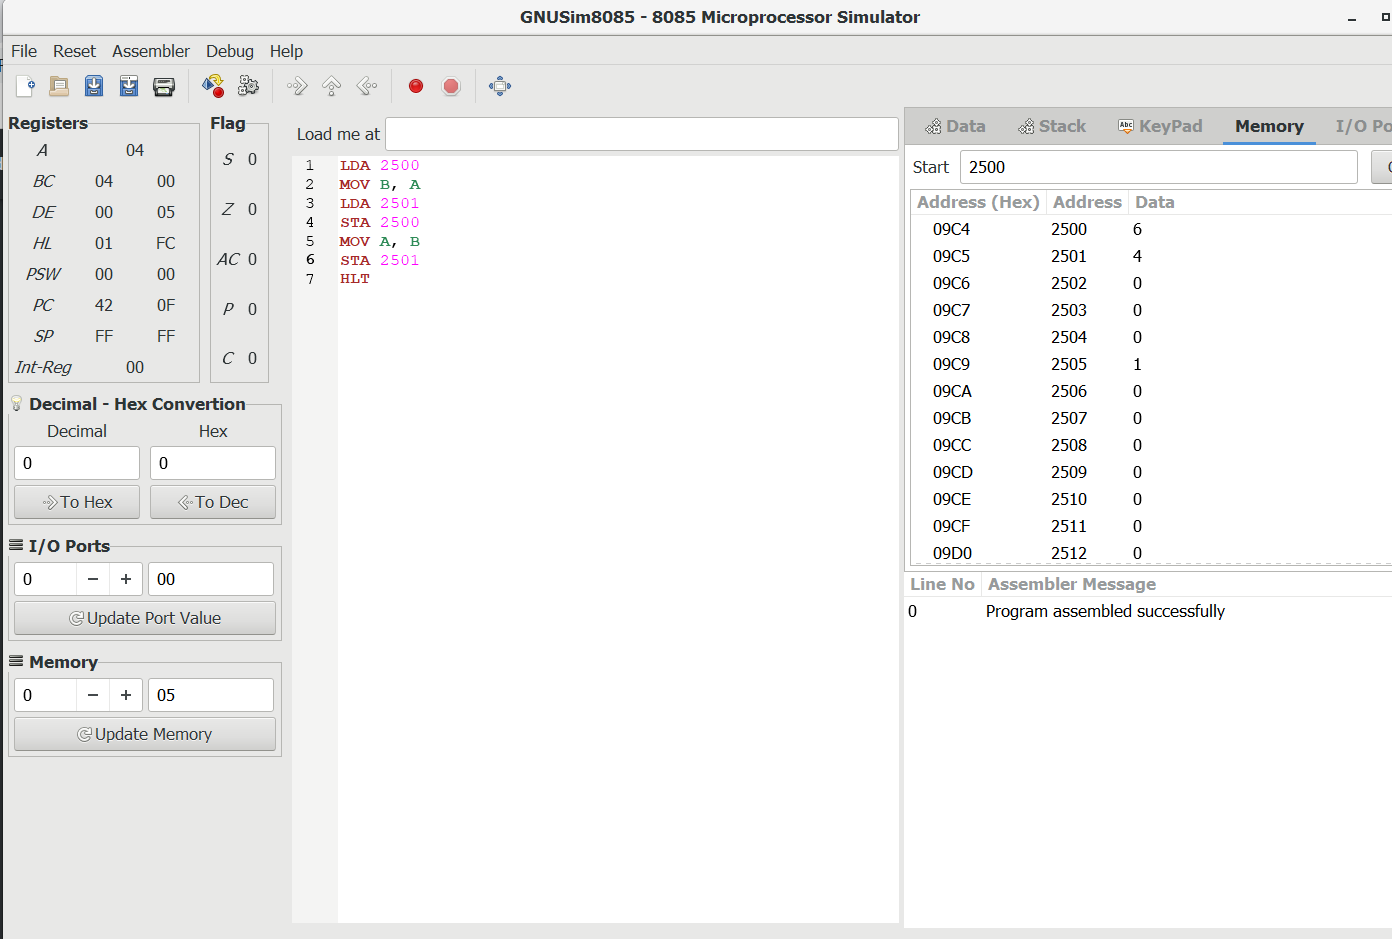 GNUSim8085 - 8085 Microprocessor Simulator
File Reset Assembler Debug Help
Registers
A 04
BC 04 00
DE 00 05
HL 01 FC
PSW 00 00
PC 42 0F
SP FF FF
Int-Reg 00
Flag
S 0
Z 0
AC 0
P 0
C 0
Decimal - Hex Convertion
Decimal Hex
0 0
To Hex To Dec
I/O Ports
0 − + 00
Update Port Value
Memory
0 − + 05
Update Memory
Load me at
1 LDA 2500
2 MOV B, A
3 LDA 2501
4 STA 2500
5 MOV A, B
6 STA 2501
7 HLT
Data Stack Abc KeyPad Memory I/O Po
Start 2500
Address (Hex) Address Data
09C4 2500 6
09C5 2501 4
09C6 2502 0
09C7 2503 0
09C8 2504 0
09C9 2505 1
09CA 2506 0
09CB 2507 0
09CC 2508 0
09CD 2509 0
09CE 2510 0
09CF 2511 0
09D0 2512 0
Line No Assembler Message
0 Program assembled successfully